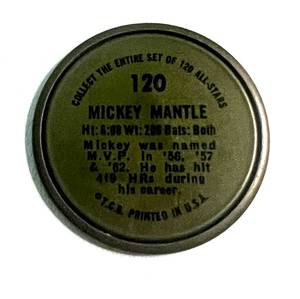 COLLECT THE ENTIRE SET OF 120 ALL-STARS
120
MICKEY MANTLE
Ht: 6:00 Wt: 200 Bats: Both
Mickey was named
M.V.P. in '56, '57
& '62. He has hit
419 HRs during
his career.
©T.C.G. PRINTED IN U.S.A.